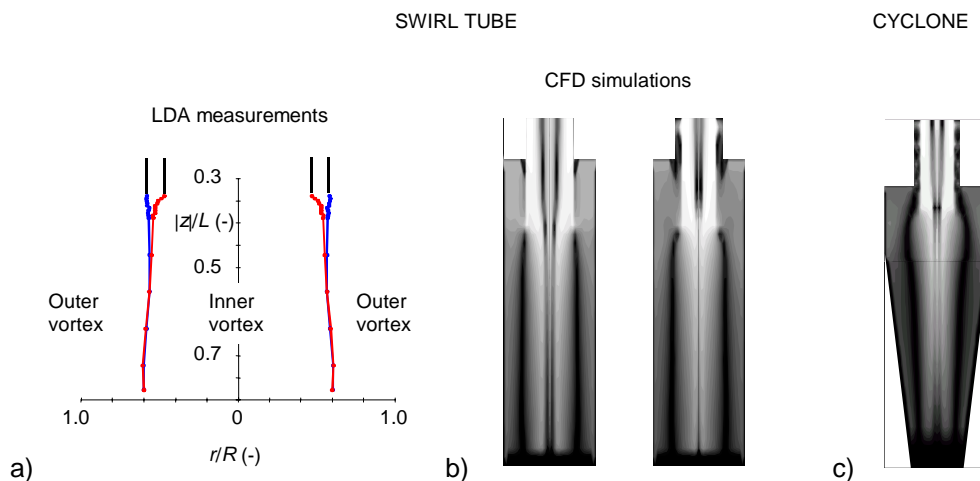 SWIRL TUBE
CYCLONE
CFD simulations
LDA measurements
0.3
|z|/L (-)
0.5
Outer
vortex
Inner
vortex
Outer
vortex
0.7
1.0
0
1.0
r/R (-)
a)
b)
c)